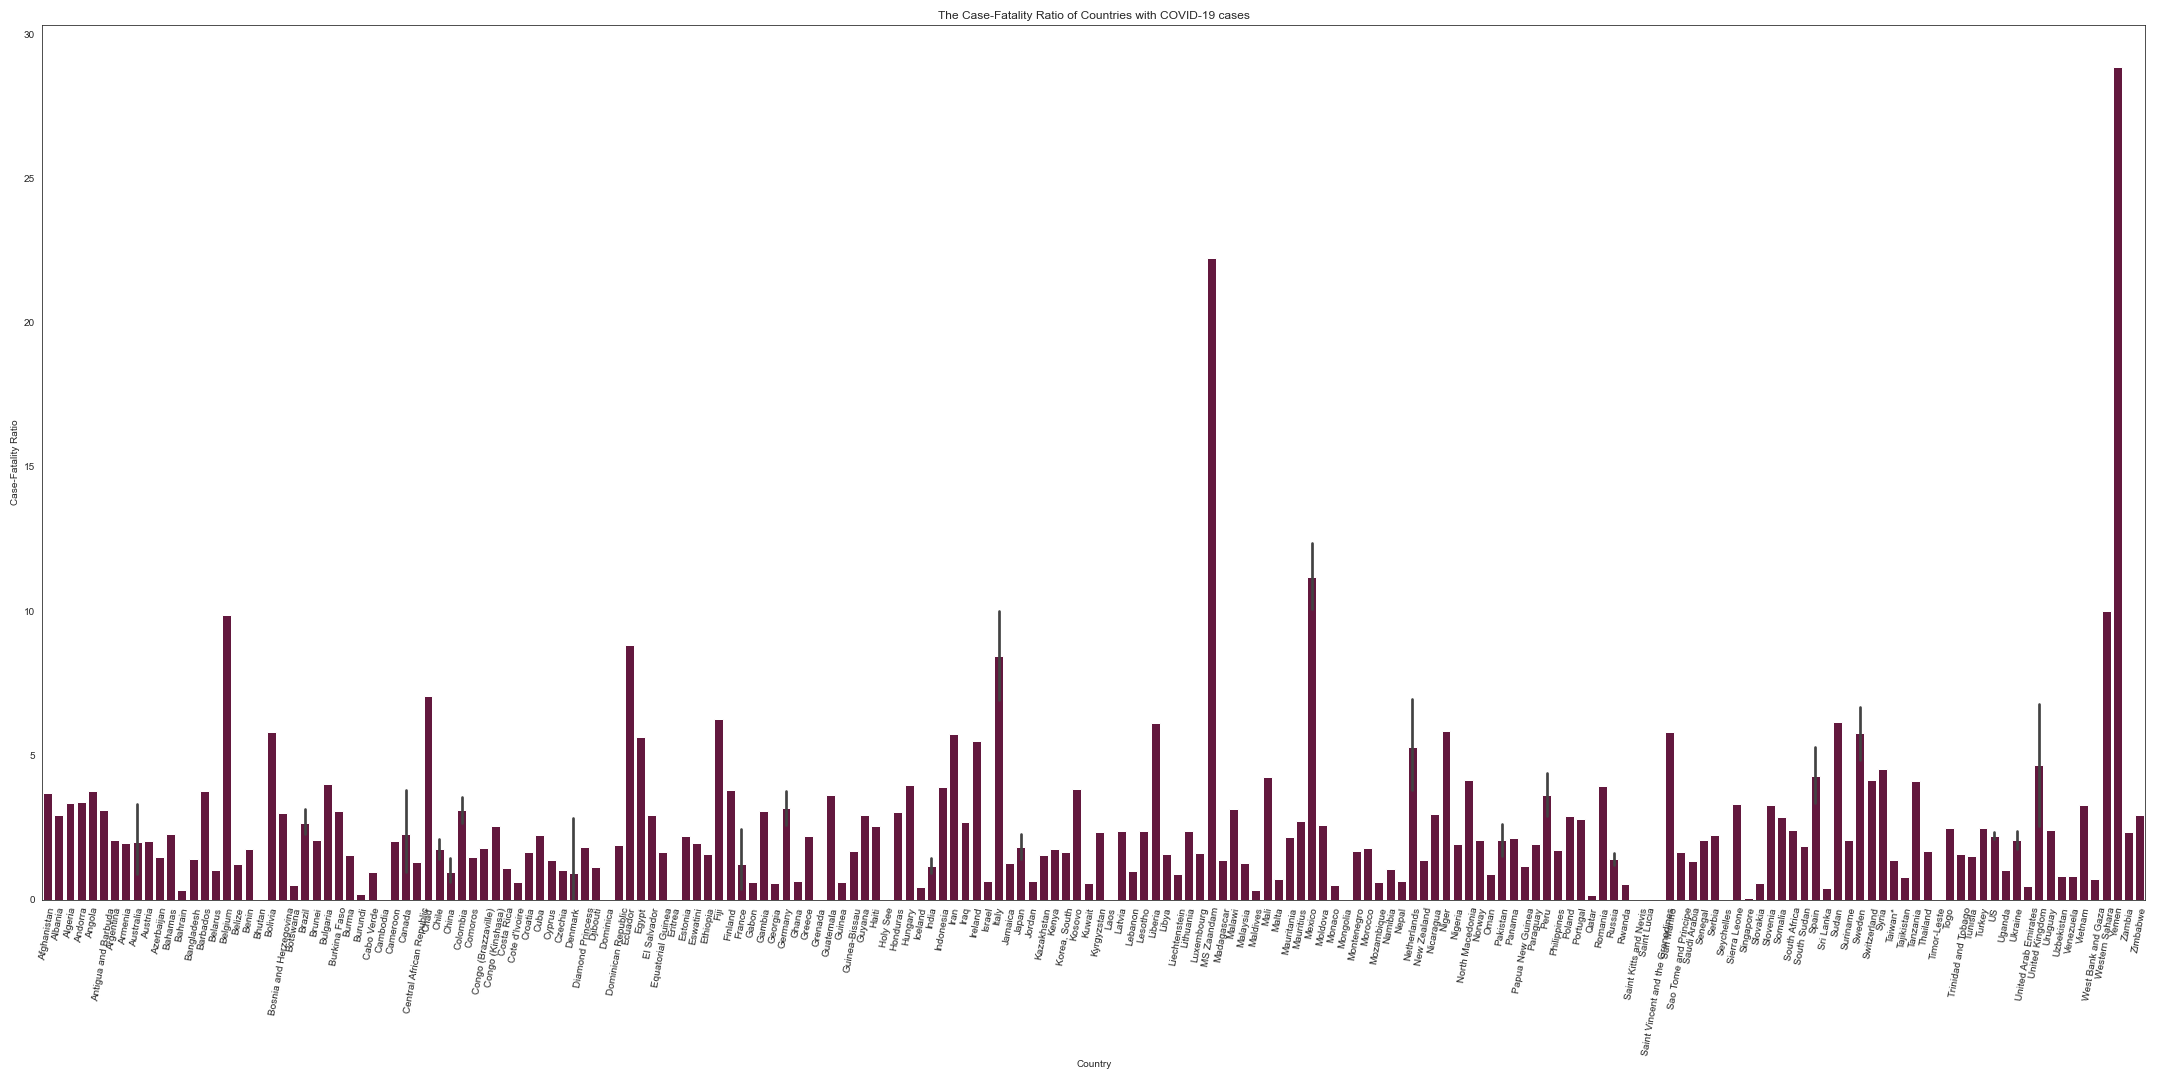 The Case-Fatality Ratio of Countries with COVID-19 cases
30
25
20
15
10
5
0
Case-Fatality Ratio
Afghanistan
Albania
Algeria
Andorra
Angola
Antigua and Barbuda
Argentina
Armenia
Australia
Austria
Azerbaijan
Bahamas
Bahrain
Bangladesh
Barbados
Belarus
Belgium
Belize
Benin
Bhutan
Bolivia
Bosnia and Herzegovina
Botswana
Brazil
Brunei
Bulgaria
Burkina Faso
Burma
Burundi
Cabo Verde
Cambodia
Cameroon
Canada
Central African Republic
Chad
Chile
China
Colombia
Comoros
Congo (Brazzaville)
Congo (Kinshasa)
Costa Rica
Cote d'Ivoire
Croatia
Cuba
Cyprus
Czechia
Denmark
Diamond Princess
Djibouti
Dominica
Dominican Republic
Ecuador
Egypt
El Salvador
Equatorial Guinea
Eritrea
Estonia
Eswatini
Ethiopia
Fiji
Finland
France
Gabon
Gambia
Georgia
Germany
Ghana
Greece
Grenada
Guatemala
Guinea
Guinea-Bissau
Guyana
Haiti
Holy See
Honduras
Hungary
Iceland
India
Indonesia
Iran
Iraq
Ireland
Israel
Italy
Jamaica
Japan
Jordan
Kazakhstan
Kenya
Korea, South
Kosovo
Kuwait
Kyrgyzstan
Laos
Latvia
Lebanon
Lesotho
Liberia
Libya
Liechtenstein
Lithuania
Luxembourg
MS Zaandam
Madagascar
Malawi
Malaysia
Maldives
Mali
Malta
Mauritania
Mauritius
Mexico
Moldova
Monaco
Mongolia
Montenegro
Morocco
Mozambique
Namibia
Nepal
Netherlands
New Zealand
Nicaragua
Niger
Nigeria
North Macedonia
Norway
Oman
Pakistan
Panama
Papua New Guinea
Paraguay
Peru
Philippines
Poland
Portugal
Qatar
Romania
Russia
Rwanda
Saint Kitts and Nevis
Saint Lucia
Saint Vincent and the Grenadines
San Marino
Sao Tome and Principe
Saudi Arabia
Senegal
Serbia
Seychelles
Sierra Leone
Singapore
Slovakia
Slovenia
Somalia
South Africa
South Sudan
Spain
Sri Lanka
Sudan
Suriname
Sweden
Switzerland
Syria
Taiwan*
Tajikistan
Tanzania
Thailand
Timor-Leste
Togo
Trinidad and Tobago
Tunisia
Turkey
US
Uganda
Ukraine
United Arab Emirates
United Kingdom
Uruguay
Uzbekistan
Venezuela
Vietnam
West Bank and Gaza
Western Sahara
Yemen
Zambia
Zimbabwe
Country